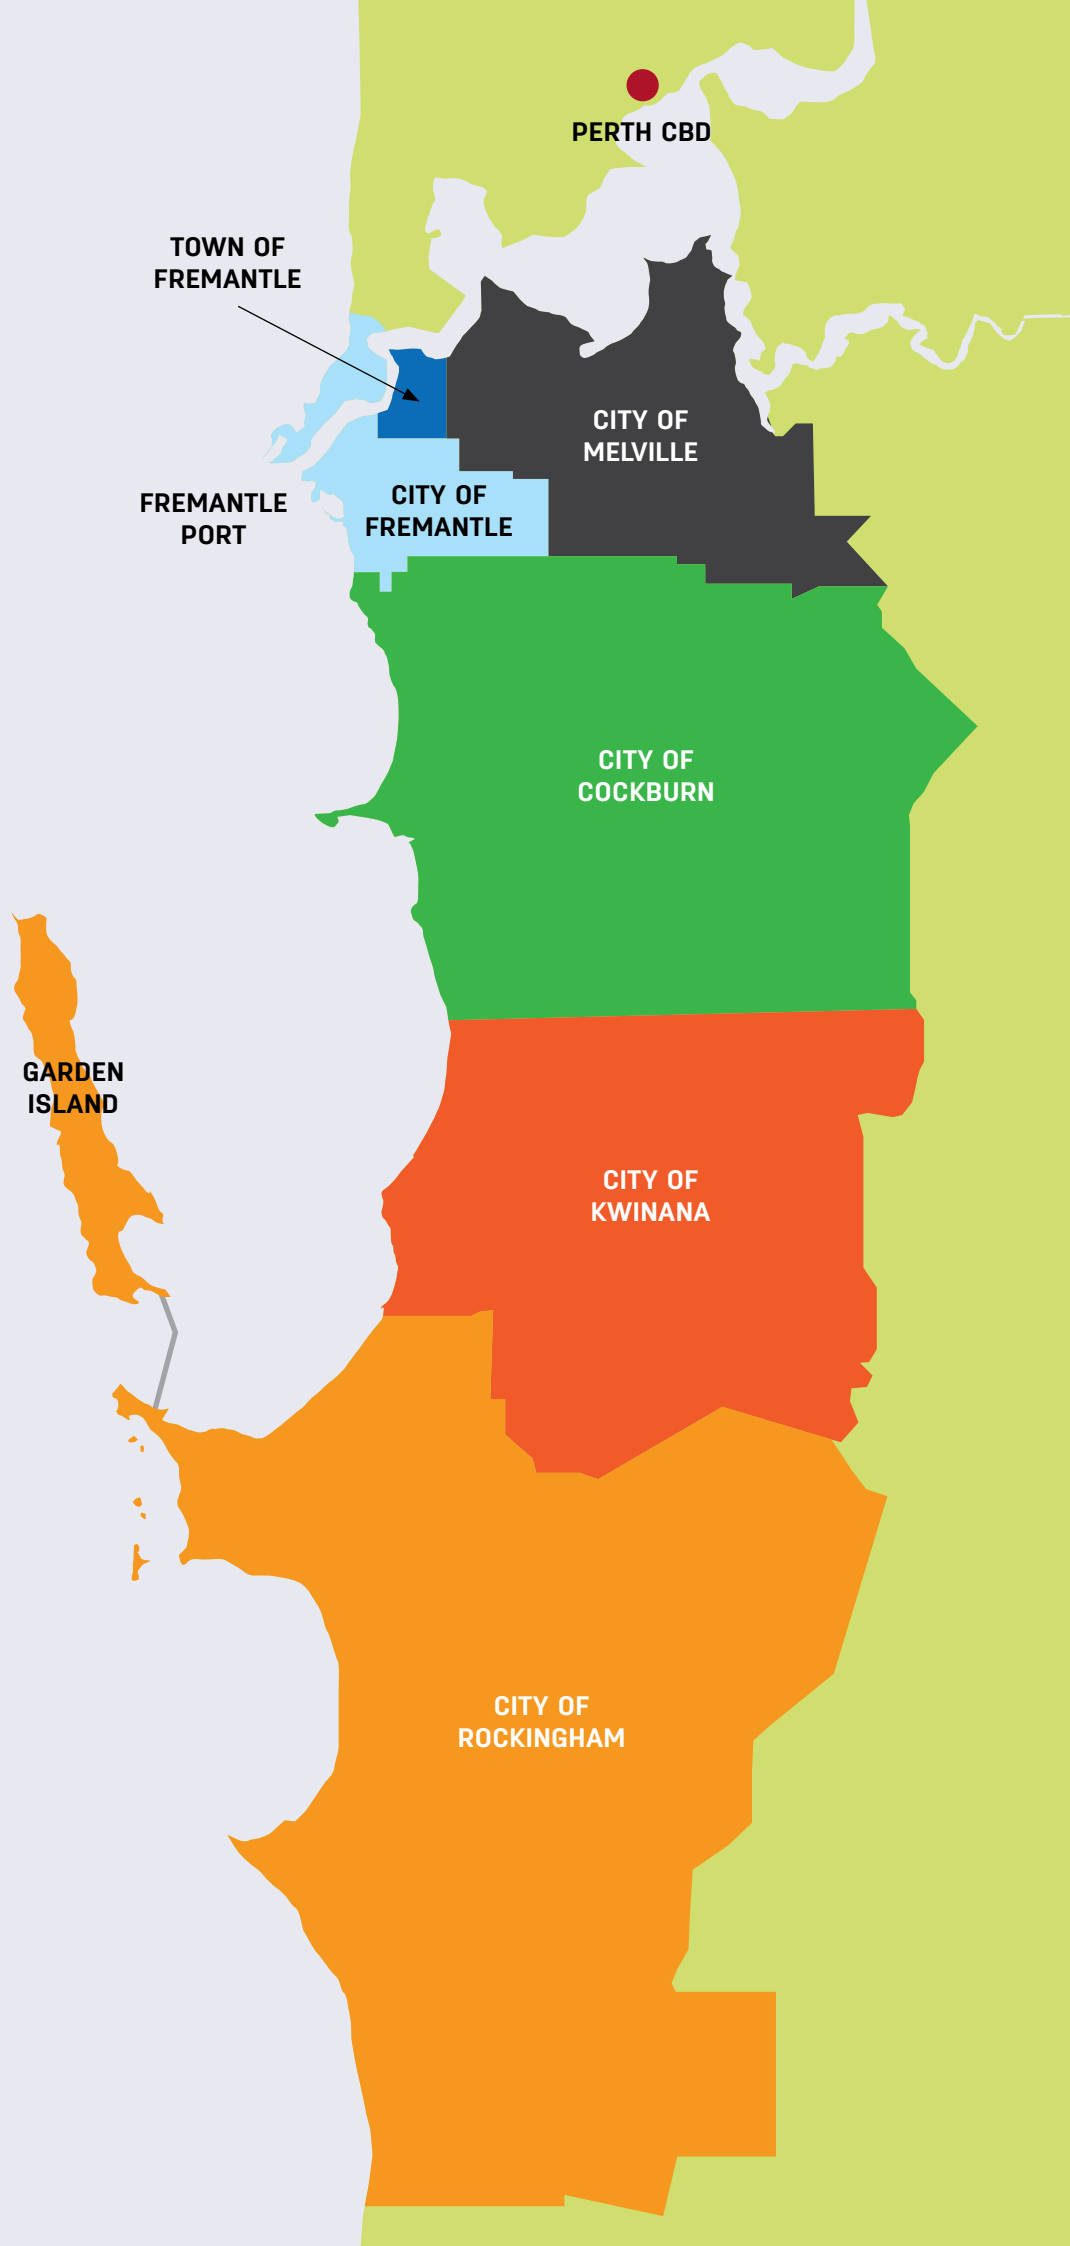 PERTH CBD
TOWN OF
FREMANTLE
CITY OF
MELVILLE
FREMANTLE
PORT
CITY OF
FREMANTLE
CITY OF
COCKBURN
GARDEN
ISLAND
CITY OF
KWINANA
CITY OF
ROCKINGHAM